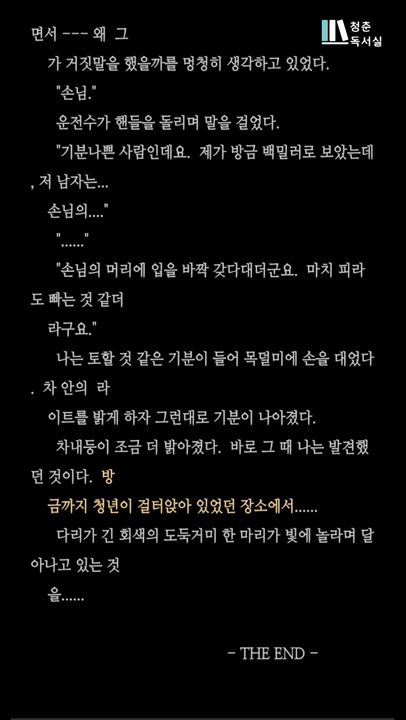 청춘
독서실
면서 --- 왜 그
가 거짓말을 했을까를 멍청히 생각하고 있었다.
"손님."
운전수가 핸들을 돌리며 말을 걸었다.
"기분나쁜 사람인데요. 제가 방금 백밀러로 보았는데
, 저 남자는...
손님의...."
"......"
"손님의 머리에 입을 바짝 갖다대더군요. 마치 피라
도 빠는 것 같더
라구요."
나는 토할 것 같은 기분이 들어 목덜미에 손을 대었다
. 차 안의 라
이트를 밝게 하자 그런대로 기분이 나아졌다.
차내등이 조금 더 밝아졌다. 바로 그 때 나는 발견했
던 것이다. 방
금까지 청년이 걸터앉아 있었던 장소에서......
다리가 긴 회색의 도둑거미 한 마리가 빛에 놀라며 달
아나고 있는 것
을......
- THE END -